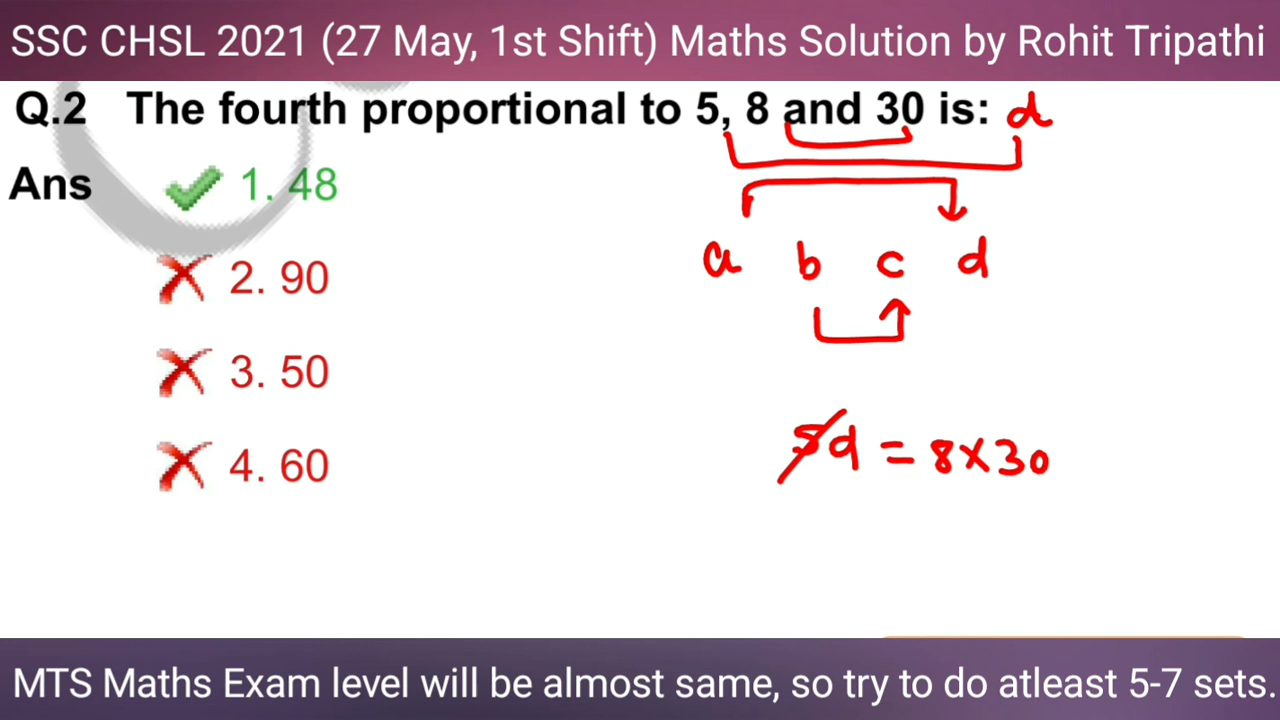 SSC CHSL 2021 (27 May, 1st Shift) Maths Solution by Rohit Tripathi
Q.2 The fourth proportional to 5, 8 and 30 is: d
Ans 1. 48
2. 90
3. 50
4. 60
a b c d
5d = 8×30
MTS Maths Exam level will be almost same, so try to do atleast 5-7 sets.